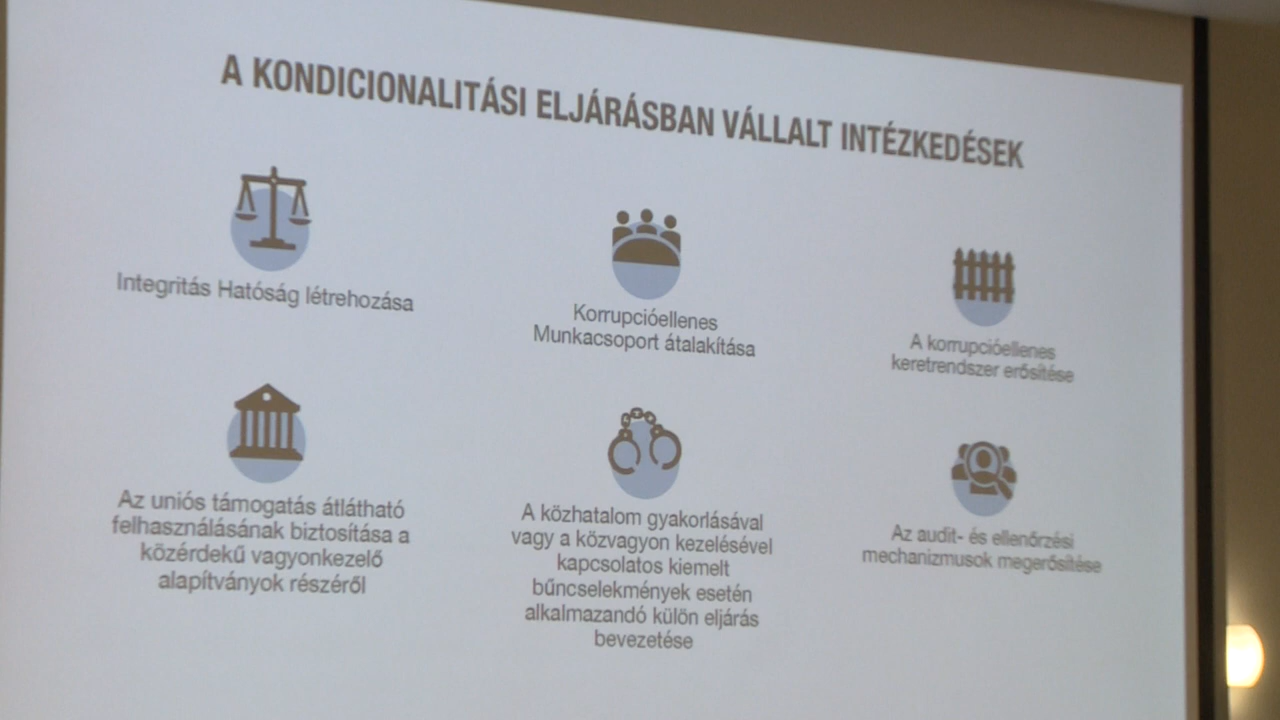 A KONDICIONALITÁSI ELJÁRÁSBAN VÁLLALT INTÉZKEDÉSEK
Integritás Hatóság létrehozása
Korrupcióellenes
Munkacsoport átalakítása
A korrupcióellenes
keretrendszer erősítése
Az uniós támogatás átlátható
felhasználásának biztosítása a
közérdekű vagyonkezelő
alapítványok részéről
A közhatalom gyakorlásával
vagy a közvagyon kezelésével
kapcsolatos kiemelt
bűncselekmények esetén
alkalmazandó külön eljárás
bevezetése
Az audit- és ellenőrzési
mechanizmusok megerősítése